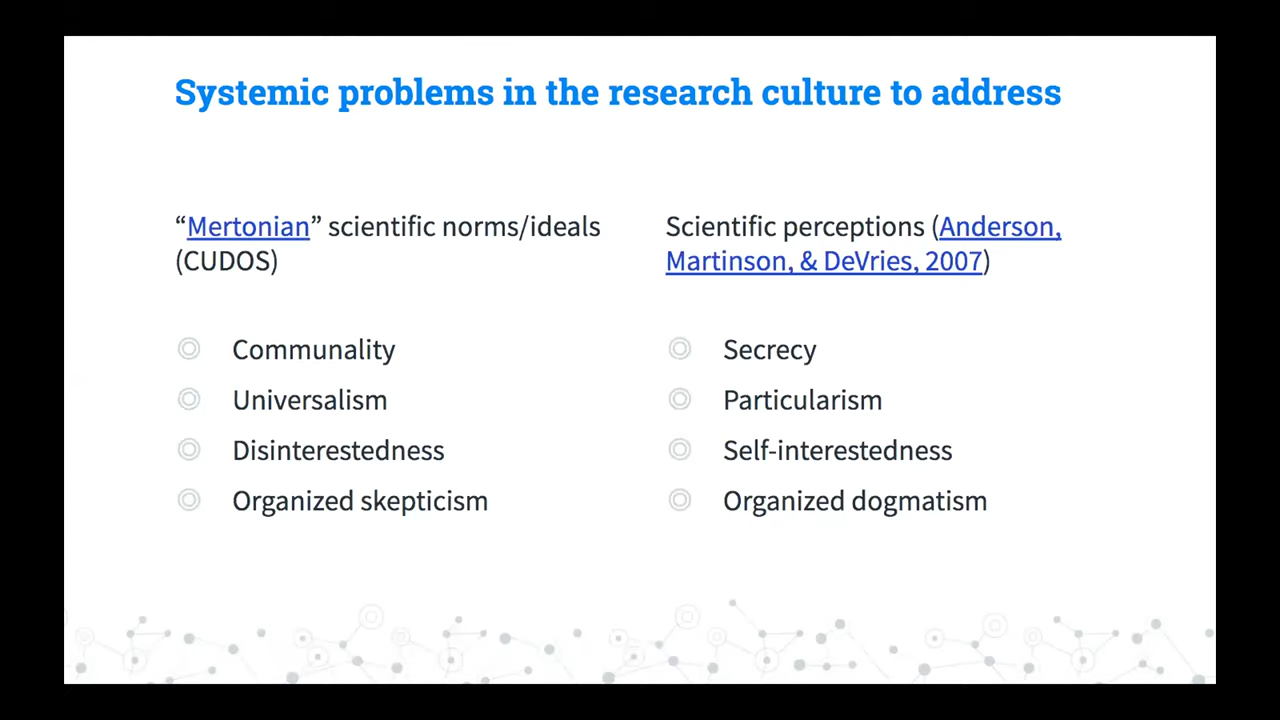 Systemic problems in the research culture to address
“Mertonian” scientific norms/ideals
(CUDOS)
Communality
Universalism
Disinterestedness
Organized skepticism
Scientific perceptions (Anderson,
Martinson, & DeVries, 2007)
Secrecy
Particularism
Self-interestedness
Organized dogmatism